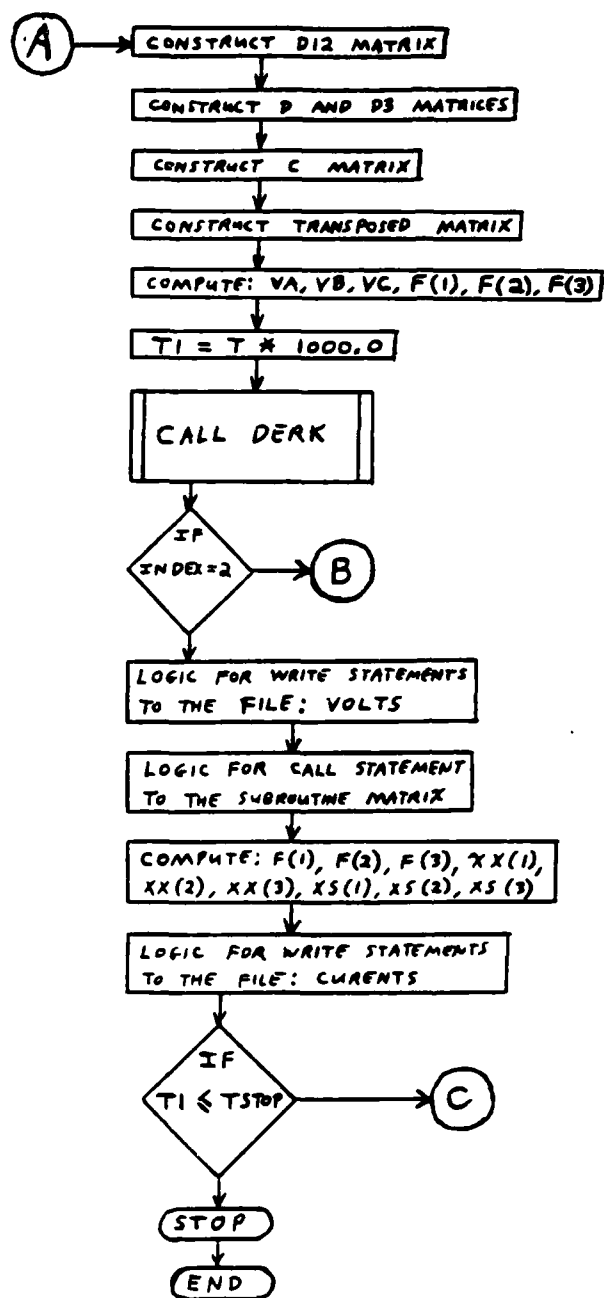 A
CONSTRUCT D12 MATRIX
CONSTRUCT D AND D3 MATRICES
CONSTRUCT C MATRIX
CONSTRUCT TRANSPOSED MATRIX
COMPUTE: VA, VB, VC, F(1), F(2), F(3)
T1 = T * 1000.0
CALL DERK
IF
INDEX=2
B
LOGIC FOR WRITE STATEMENTS
TO THE FILE: VOLTS
LOGIC FOR CALL STATEMENT
TO THE SUBROUTINE MATRIX
COMPUTE: F(1), F(2), F(3), XX(1),
XX(2), XX(3), XS(1), XS(2), XS(3)
LOGIC FOR WRITE STATEMENTS
TO THE FILE: CURENTS
IF
T1 ≤ TSTOP
C
STOP
END